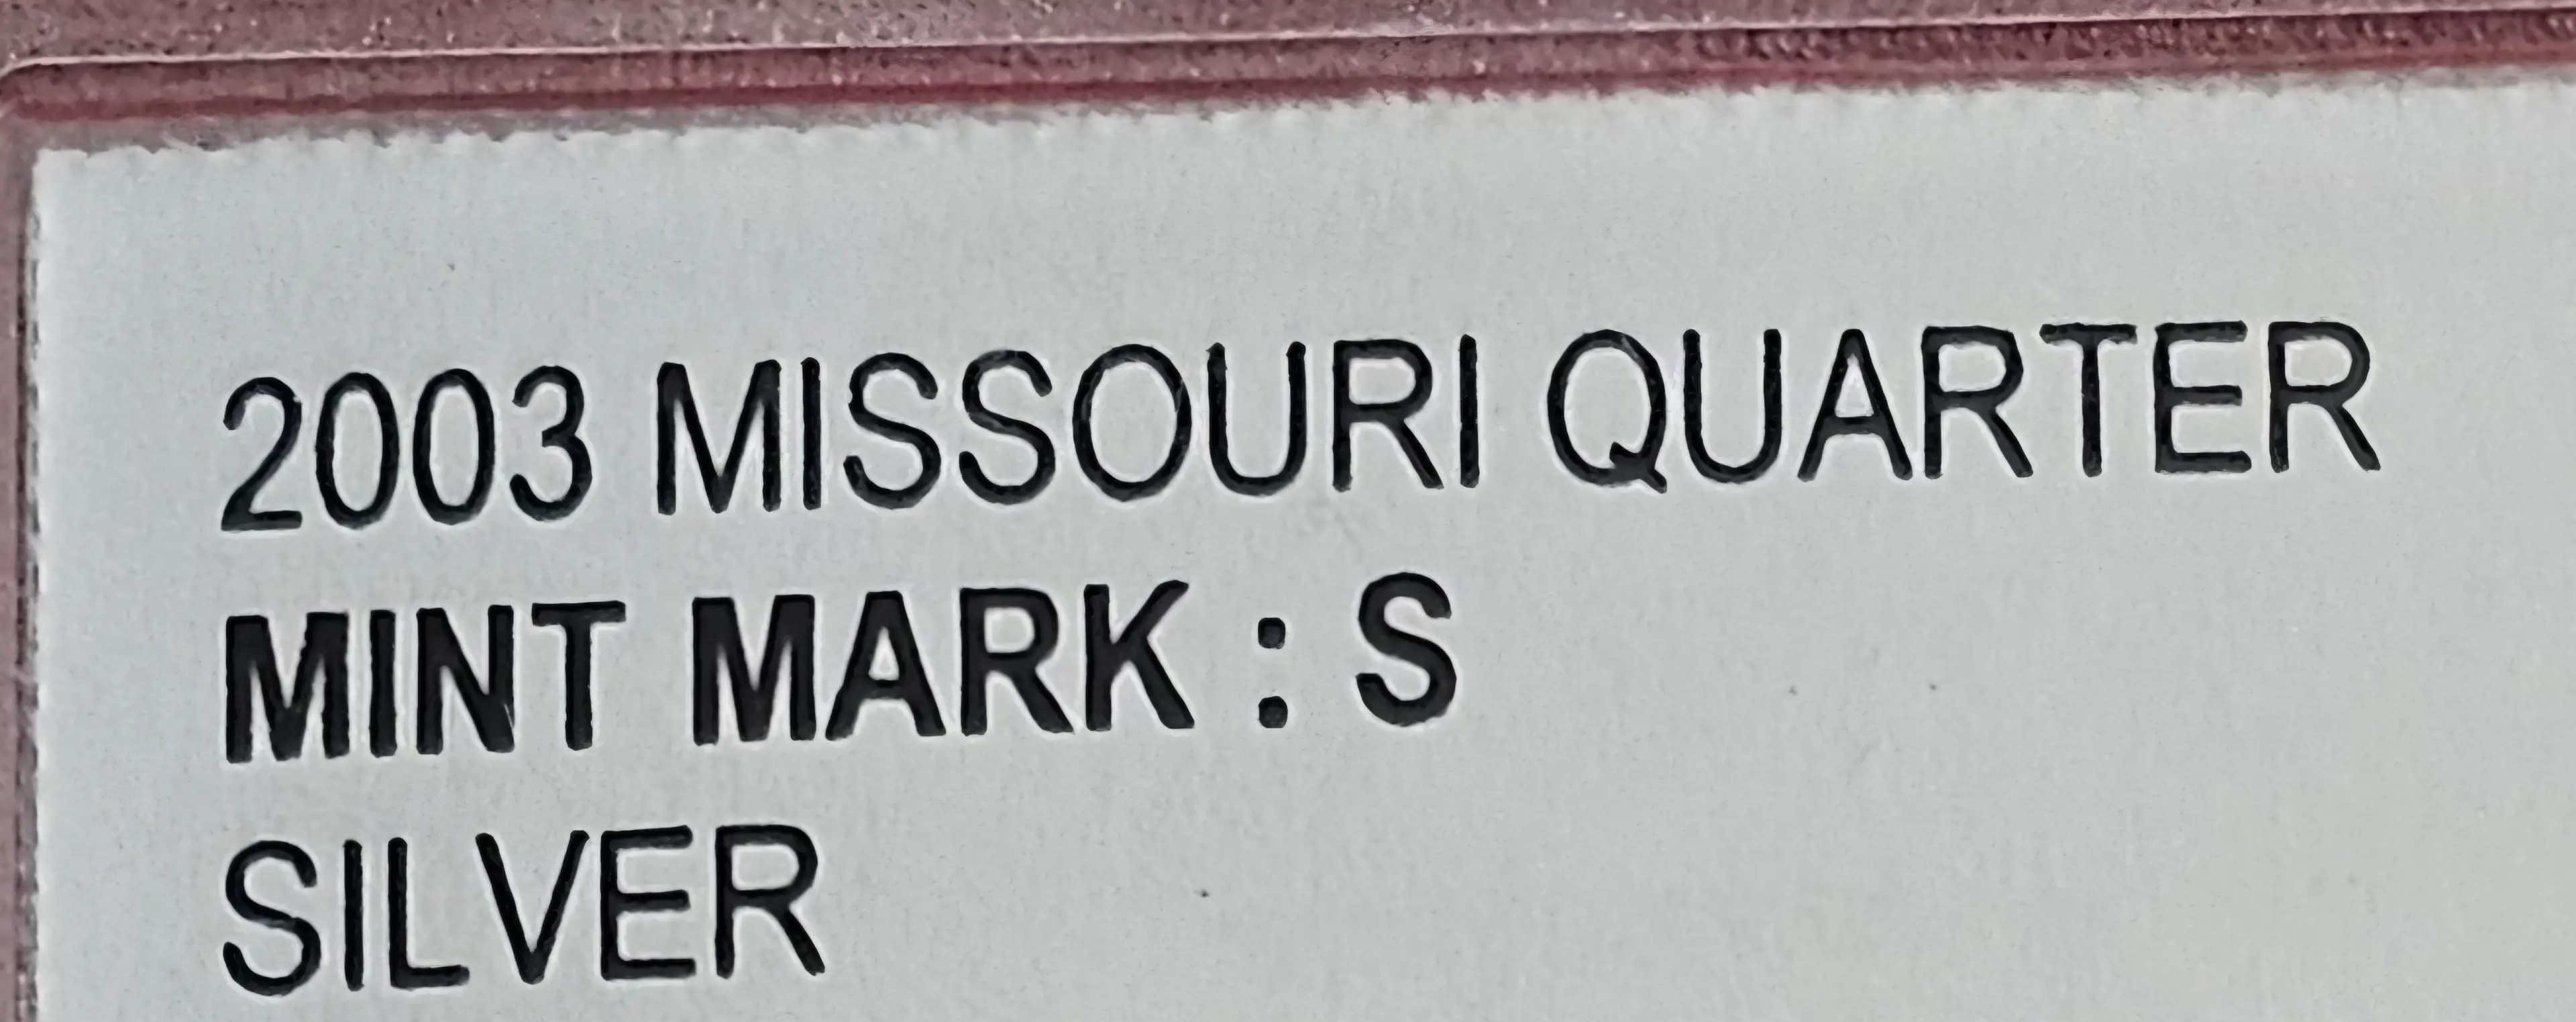 2003 MISSOURI QUARTER
MINT MARK : S
SILVER